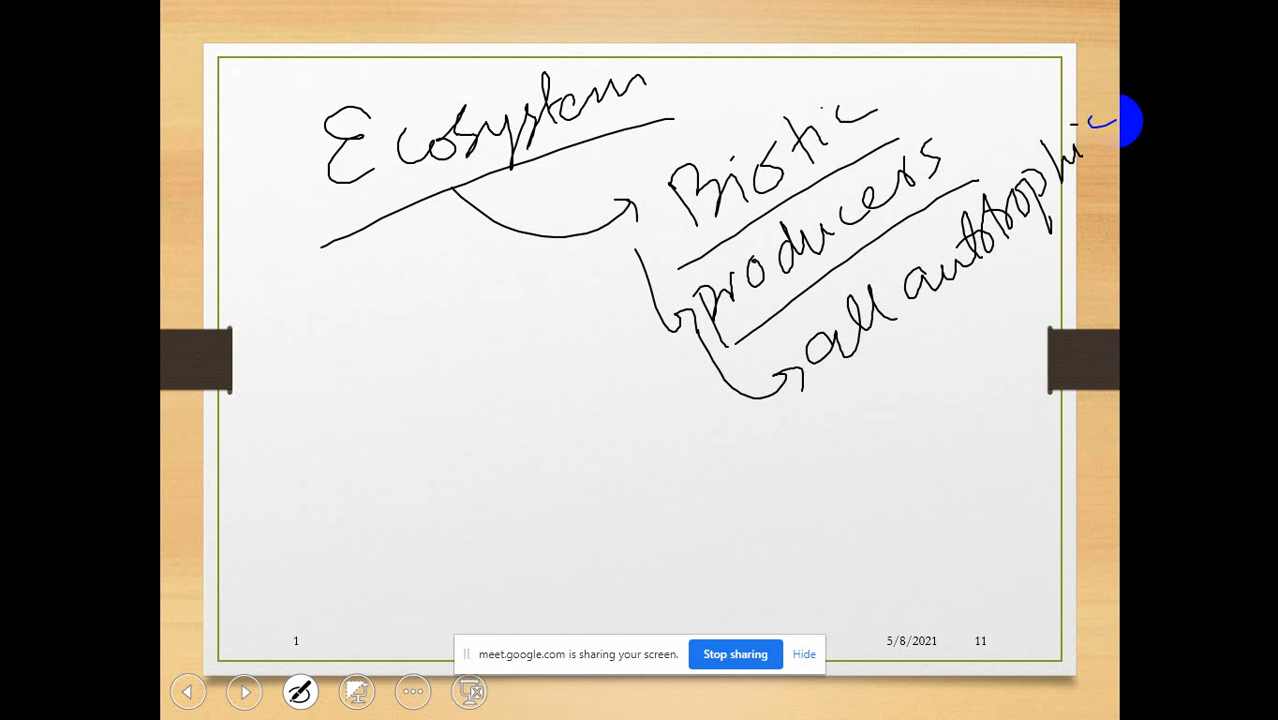 Ecosystem
Biotic
producers
all autotrophic
1
5/8/2021
11
meet.google.com is sharing your screen.
Stop sharing
Hide